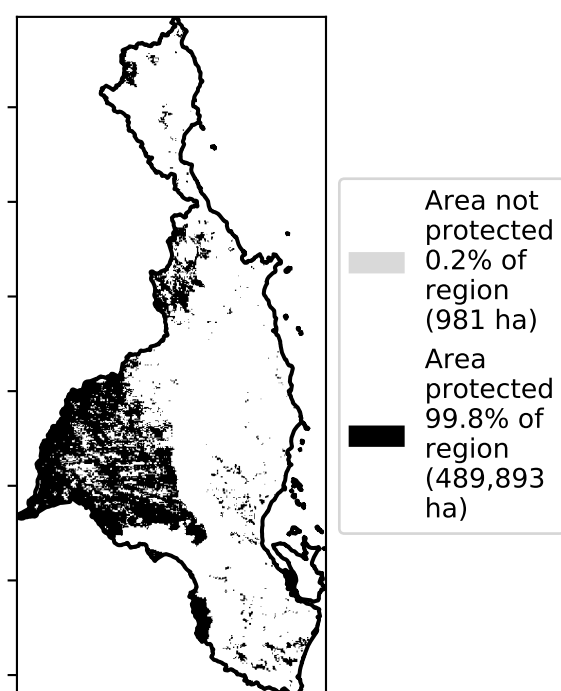 Area not
protected
0.2% of
region
(981 ha)
Area
protected
99.8% of
region
(489,893
ha)